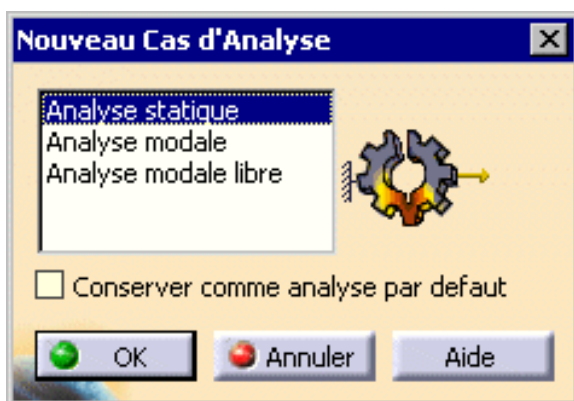 Nouveau Cas d'Analyse
Analyse statique
Analyse modale
Analyse modale libre
Conserver comme analyse par defaut
OK
Annuler
Aide